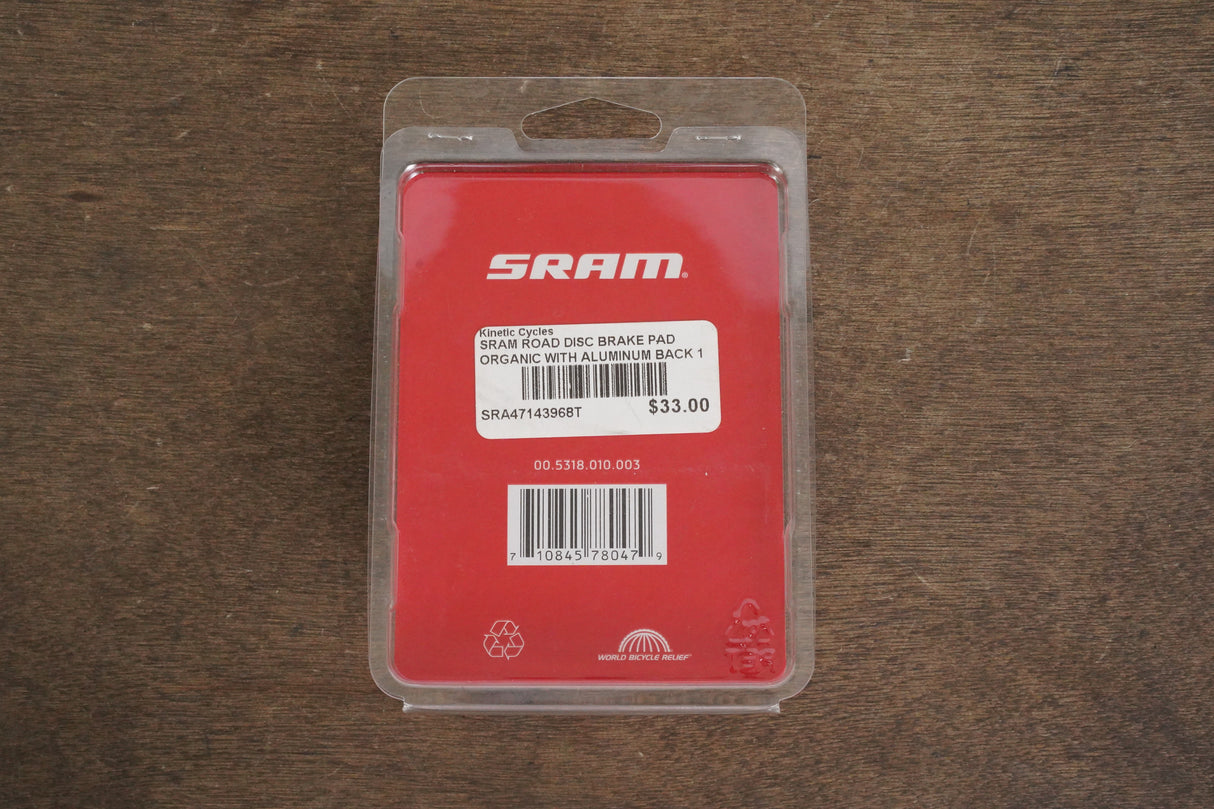 SRAM®
Kinetic Cycles
SRAM ROAD DISC BRAKE PAD
ORGANIC WITH ALUMINUM BACK 1
SRA47143968T $33.00
00.5318.010.003
7 10845 78047 9
WORLD BICYCLE RELIEF